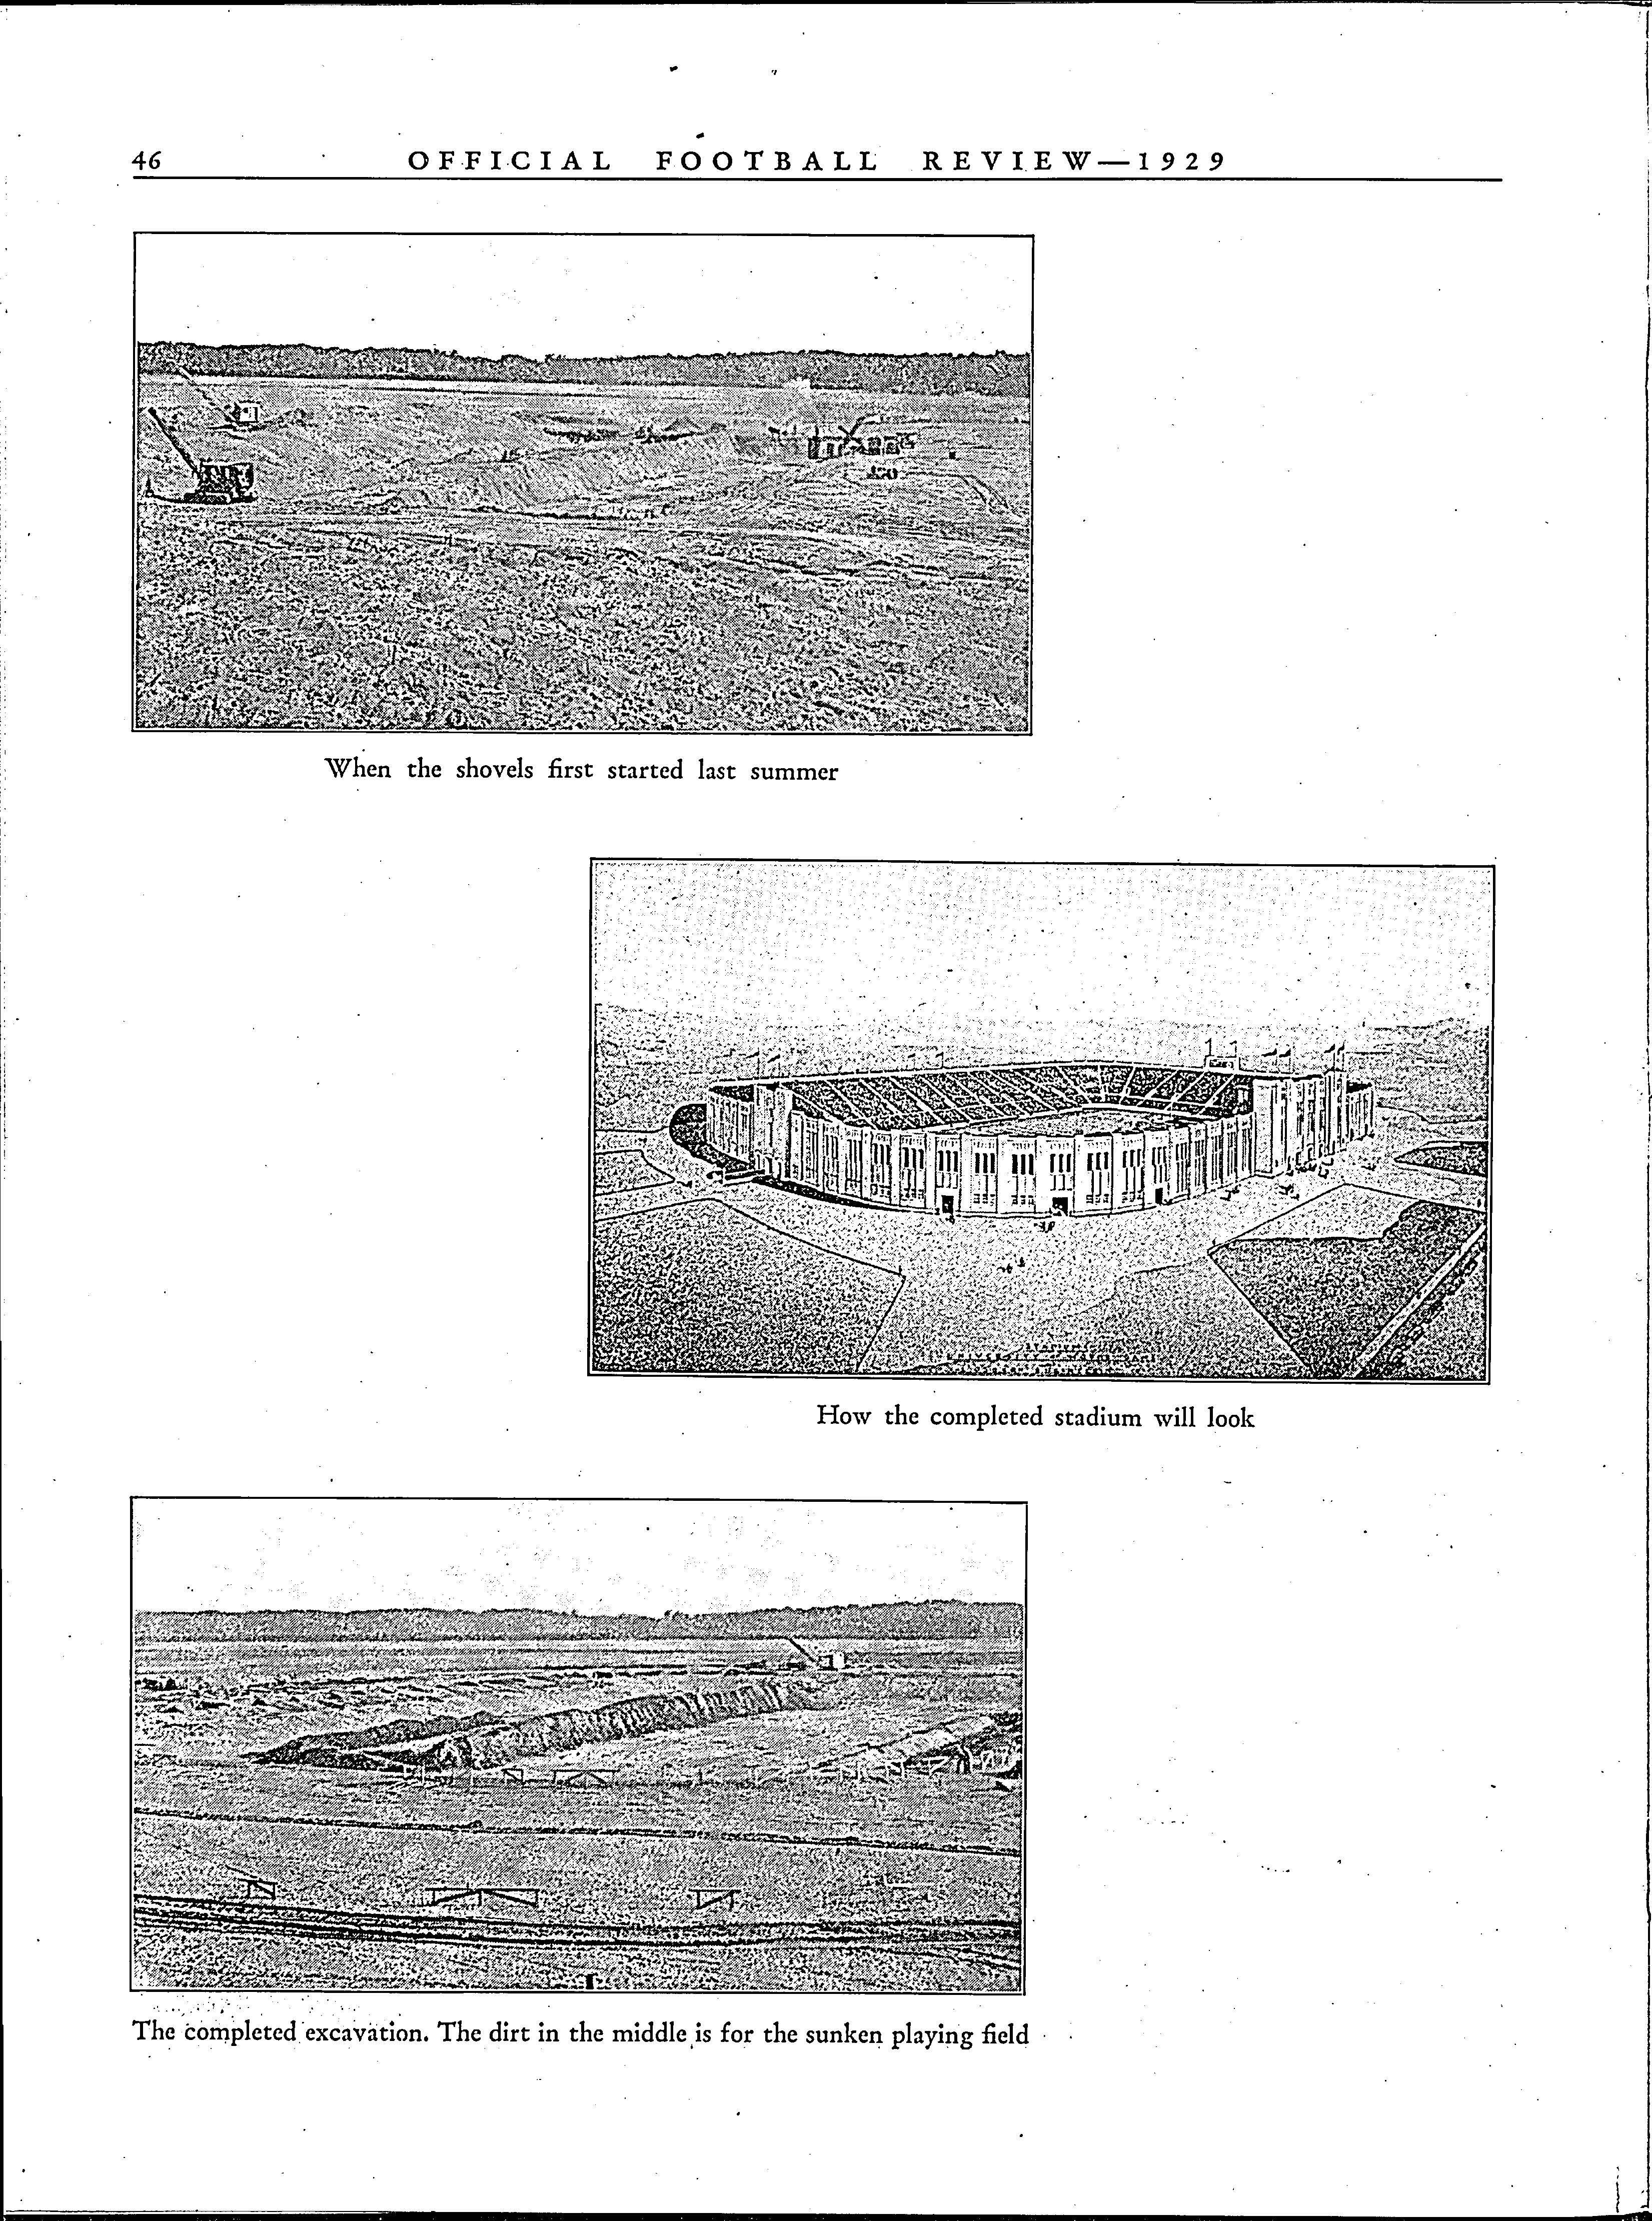 46 OFFICIAL FOOTBALL REVIEW—1929
When the shovels first started last summer
How the completed stadium will look
The completed excavation. The dirt in the middle is for the sunken playing field